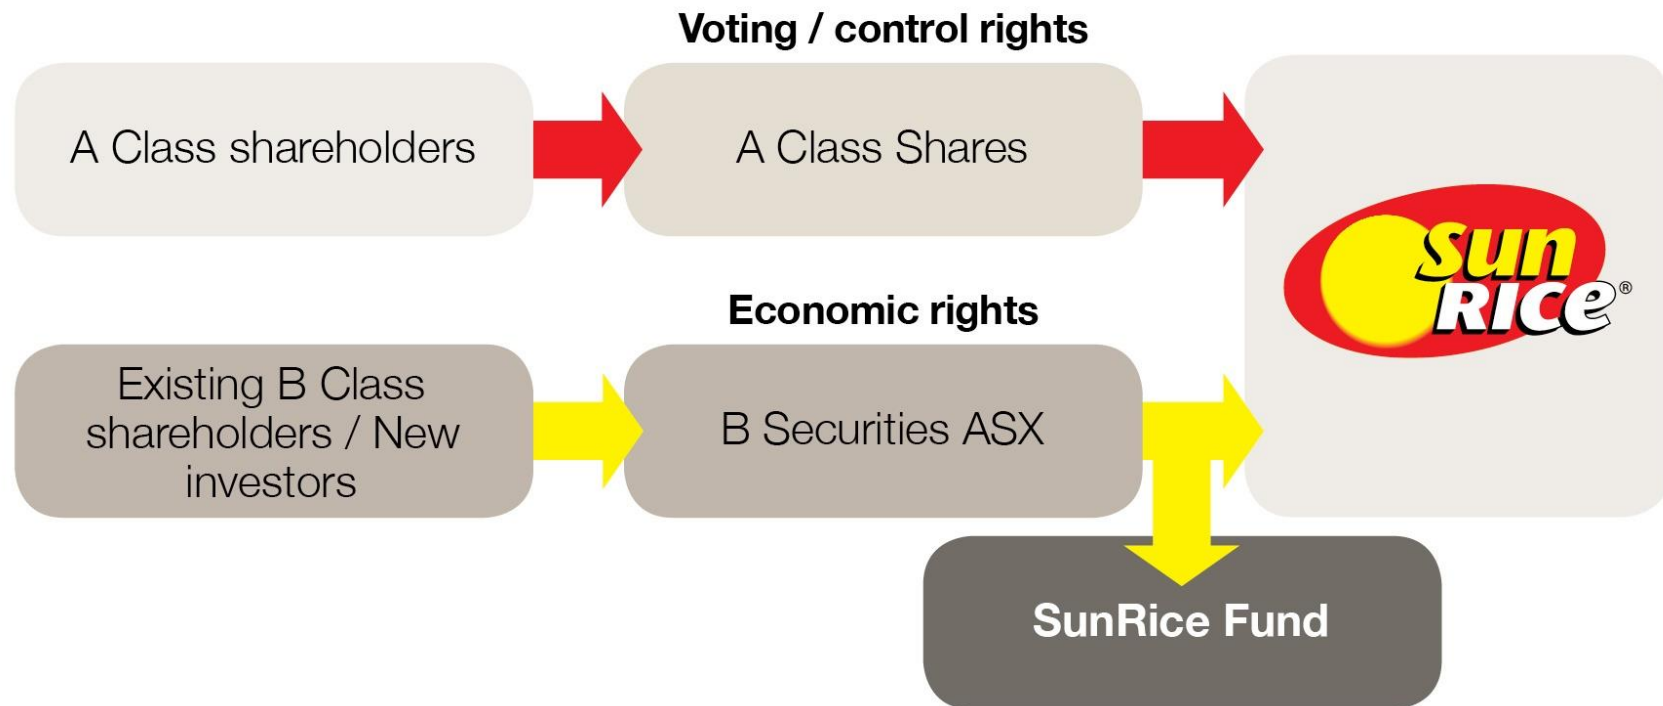 Voting / control rights
A Class shareholders
A Class Shares
Economic rights
Existing B Class
shareholders / New
investors
B Securities ASX
Sun
RICe®
SunRice Fund